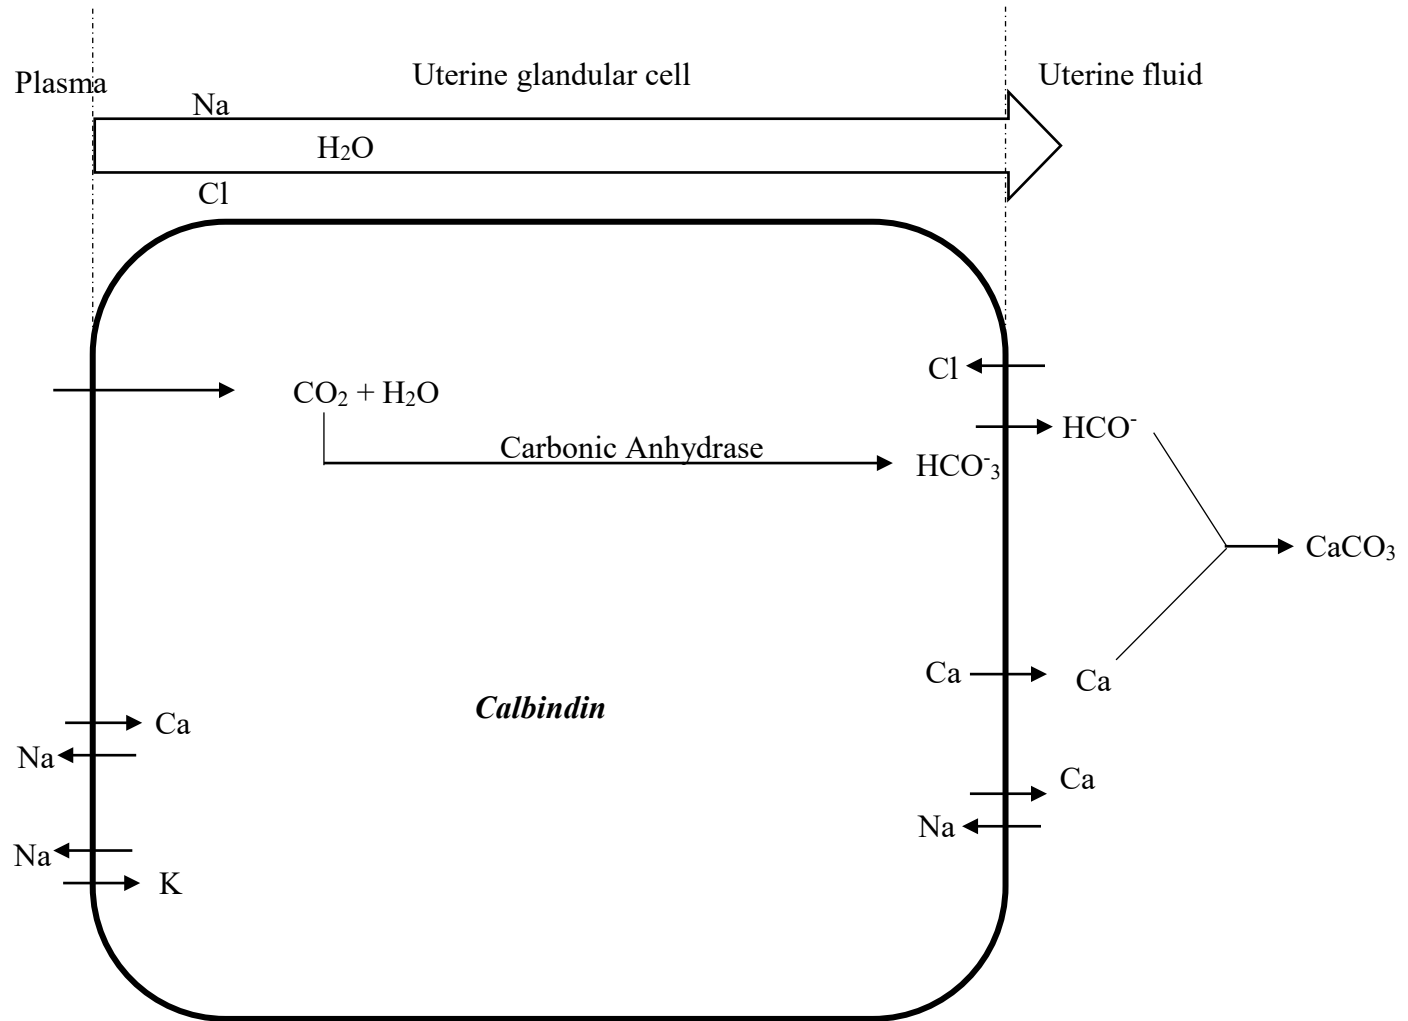 Plasma
Uterine glandular cell
Uterine fluid
Na
H₂O
Cl
Cl
CO₂ + H₂O
HCO⁻
Carbonic Anhydrase
HCO⁻₃
CaCO₃
Ca
Ca
Calbindin
Ca
Na
Ca
Na
Na
K